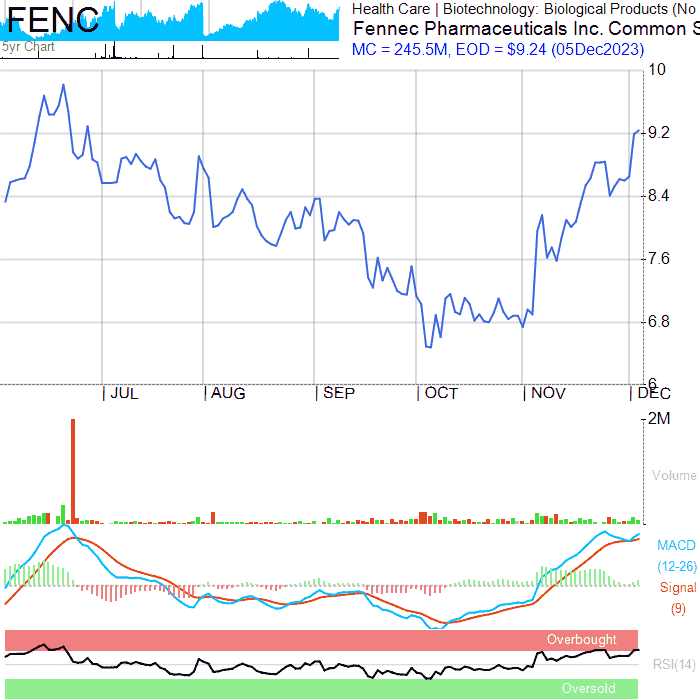 FENC
5yr Chart
Health Care | Biotechnology: Biological Products (No
Fennec Pharmaceuticals Inc. Common S
MC = 245.5M, EOD = $9.24 (05Dec2023)
10
9.2
8.4
7.6
6.8
6
JUL AUG SEP OCT NOV DEC
2M
Volume
MACD
(12-26)
Signal
(9)
Overbought
RSI(14)
Oversold